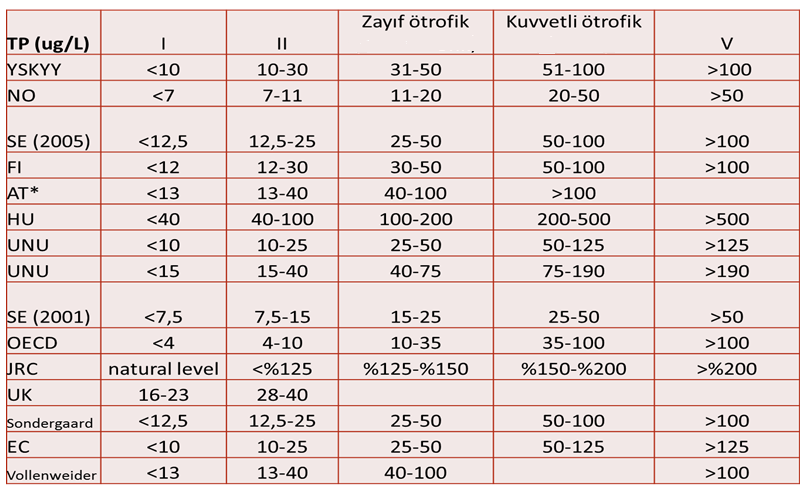 Zayıf ötrofik Kuvvetli ötrofik
TP (ug/L) I II V
YSKYY <10 10-30 31-50 51-100 >100
NO <7 7-11 11-20 20-50 >50
SE (2005) <12,5 12,5-25 25-50 50-100 >100
FI <12 12-30 30-50 50-100 >100
AT* <13 13-40 40-100 >100
HU <40 40-100 100-200 200-500 >500
UNU <10 10-25 25-50 50-125 >125
UNU <15 15-40 40-75 75-190 >190
SE (2001) <7,5 7,5-15 15-25 25-50 >50
OECD <4 4-10 10-35 35-100 >100
JRC natural level <%125 %125-%150 %150-%200 >%200
UK 16-23 28-40
Sondergaard <12,5 12,5-25 25-50 50-100 >100
EC <10 10-25 25-50 50-125 >125
Vollenweider <13 13-40 40-100 >100